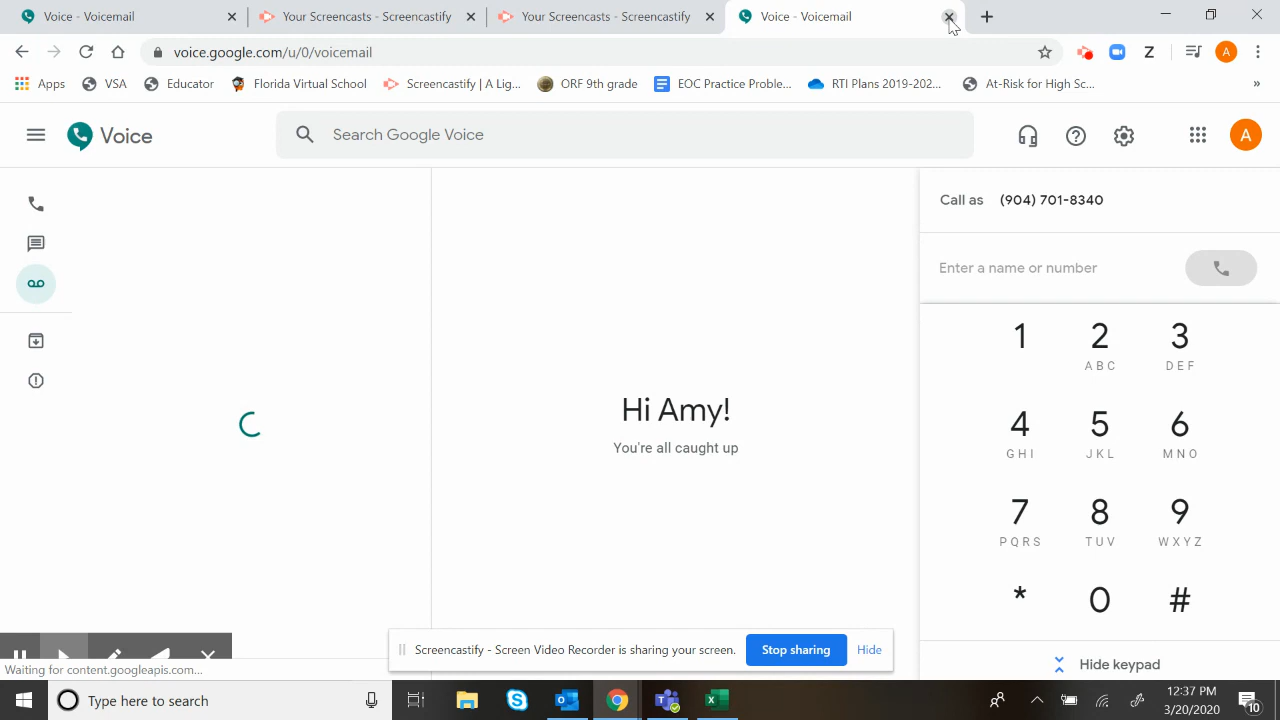 Voice - Voicemail
Your Screencasts - Screencastify
Your Screencasts - Screencastify
Voice - Voicemail
voice.google.com/u/0/voicemail
Z
A
Apps
VSA
Educator
Florida Virtual School
Screencastify | A Lig...
ORF 9th grade
EOC Practice Proble...
RTI Plans 2019-202...
At-Risk for High Sc...
»
Voice
Search Google Voice
A
Call as (904) 701-8340
Enter a name or number
Hi Amy!
You're all caught up
1
2
ABC
3
DEF
4
GHI
5
JKL
6
MNO
7
PQRS
8
TUV
9
WXYZ
*
0
#
Hide keypad
Screencastify - Screen Video Recorder is sharing your screen.
Stop sharing
Hide
Waiting for content.googleapis.com...
Type here to search
12:37 PM
3/20/2020
10